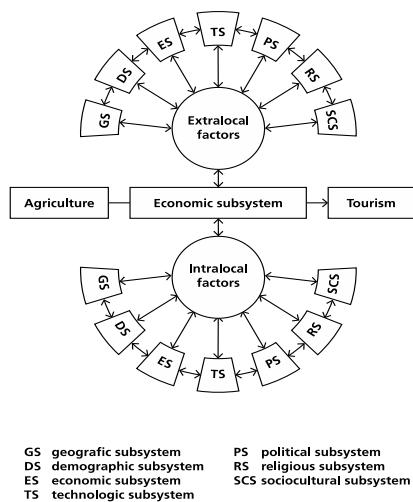 TS
ES
PS
DS
RS
GS
SCS
Extralocal
factors
Agriculture
Economic subsystem
Tourism
Intralocal
factors
GS
SCS
DS
RS
ES
PS
TS
GS geografic subsystem
DS demographic subsystem
ES economic subsystem
TS technologic subsystem
PS political subsystem
RS religious subsystem
SCS sociocultural subsystem